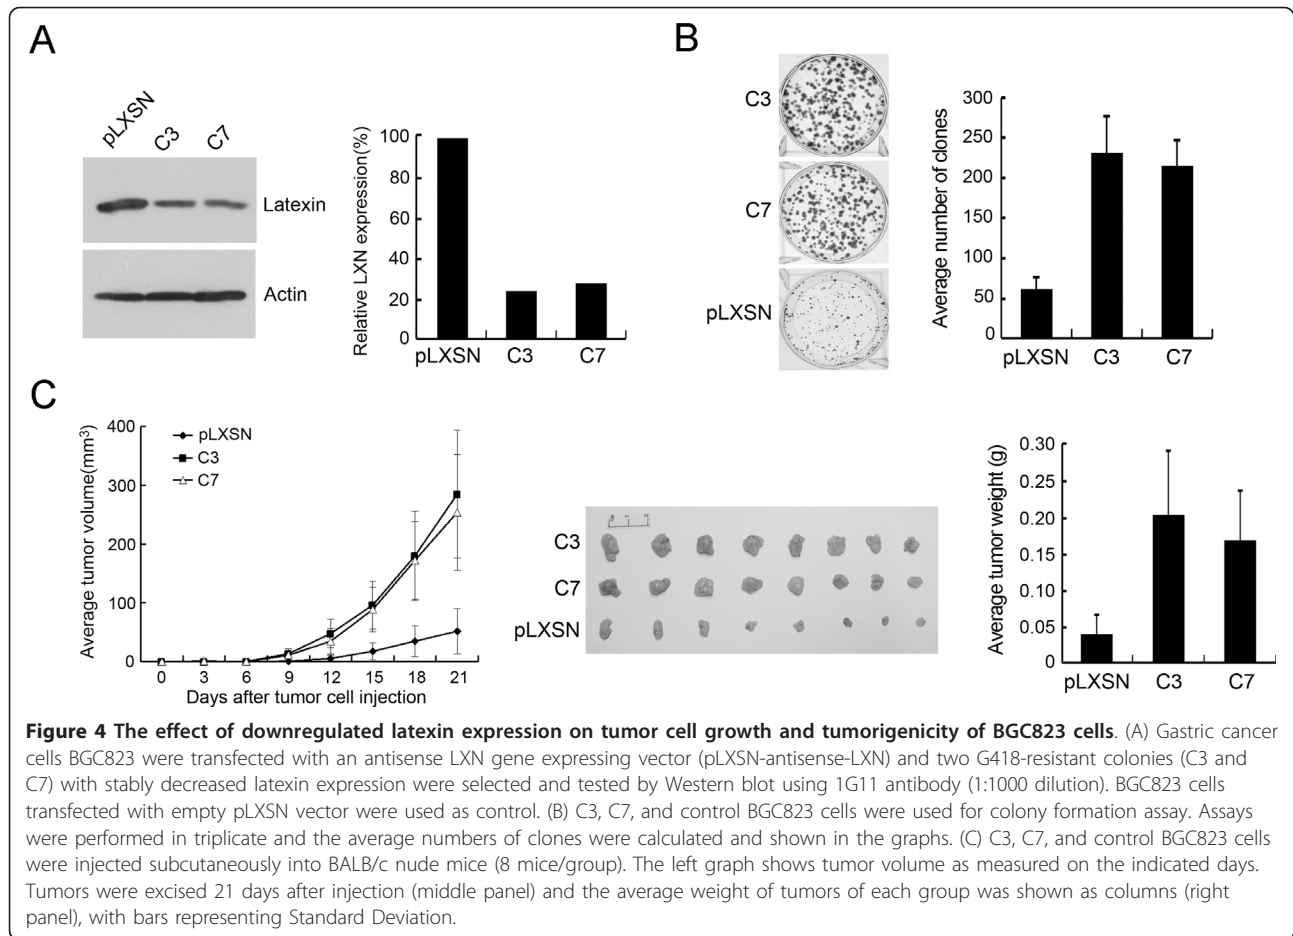 A
pLXSN C3 C7
Latexin
Actin
Relative LXN expression(%)
100
80
60
40
20
0
pLXSN C3 C7
B
C3
C7
pLXSN
Average number of clones
300
250
200
150
100
50
0
pLXSN C3 C7
C
Average tumor volume(mm³)
400
300
200
100
0
pLXSN
C3
C7
0 3 6 9 12 15 18 21
Days after tumor cell injection
C3
C7
pLXSN
Average tumor weight (g)
0.30
0.25
0.20
0.15
0.10
0.05
0
pLXSN C3 C7
Figure 4 The effect of downregulated latexin expression on tumor cell growth and tumorigenicity of BGC823 cells. (A) Gastric cancer
cells BGC823 were transfected with an antisense LXN gene expressing vector (pLXSN-antisense-LXN) and two G418-resistant colonies (C3 and
C7) with stably decreased latexin expression were selected and tested by Western blot using 1G11 antibody (1:1000 dilution). BGC823 cells
transfected with empty pLXSN vector were used as control. (B) C3, C7, and control BGC823 cells were used for colony formation assay. Assays
were performed in triplicate and the average numbers of clones were calculated and shown in the graphs. (C) C3, C7, and control BGC823 cells
were injected subcutaneously into BALB/c nude mice (8 mice/group). The left graph shows tumor volume as measured on the indicated days.
Tumors were excised 21 days after injection (middle panel) and the average weight of tumors of each group was shown as columns (right
panel), with bars representing Standard Deviation.